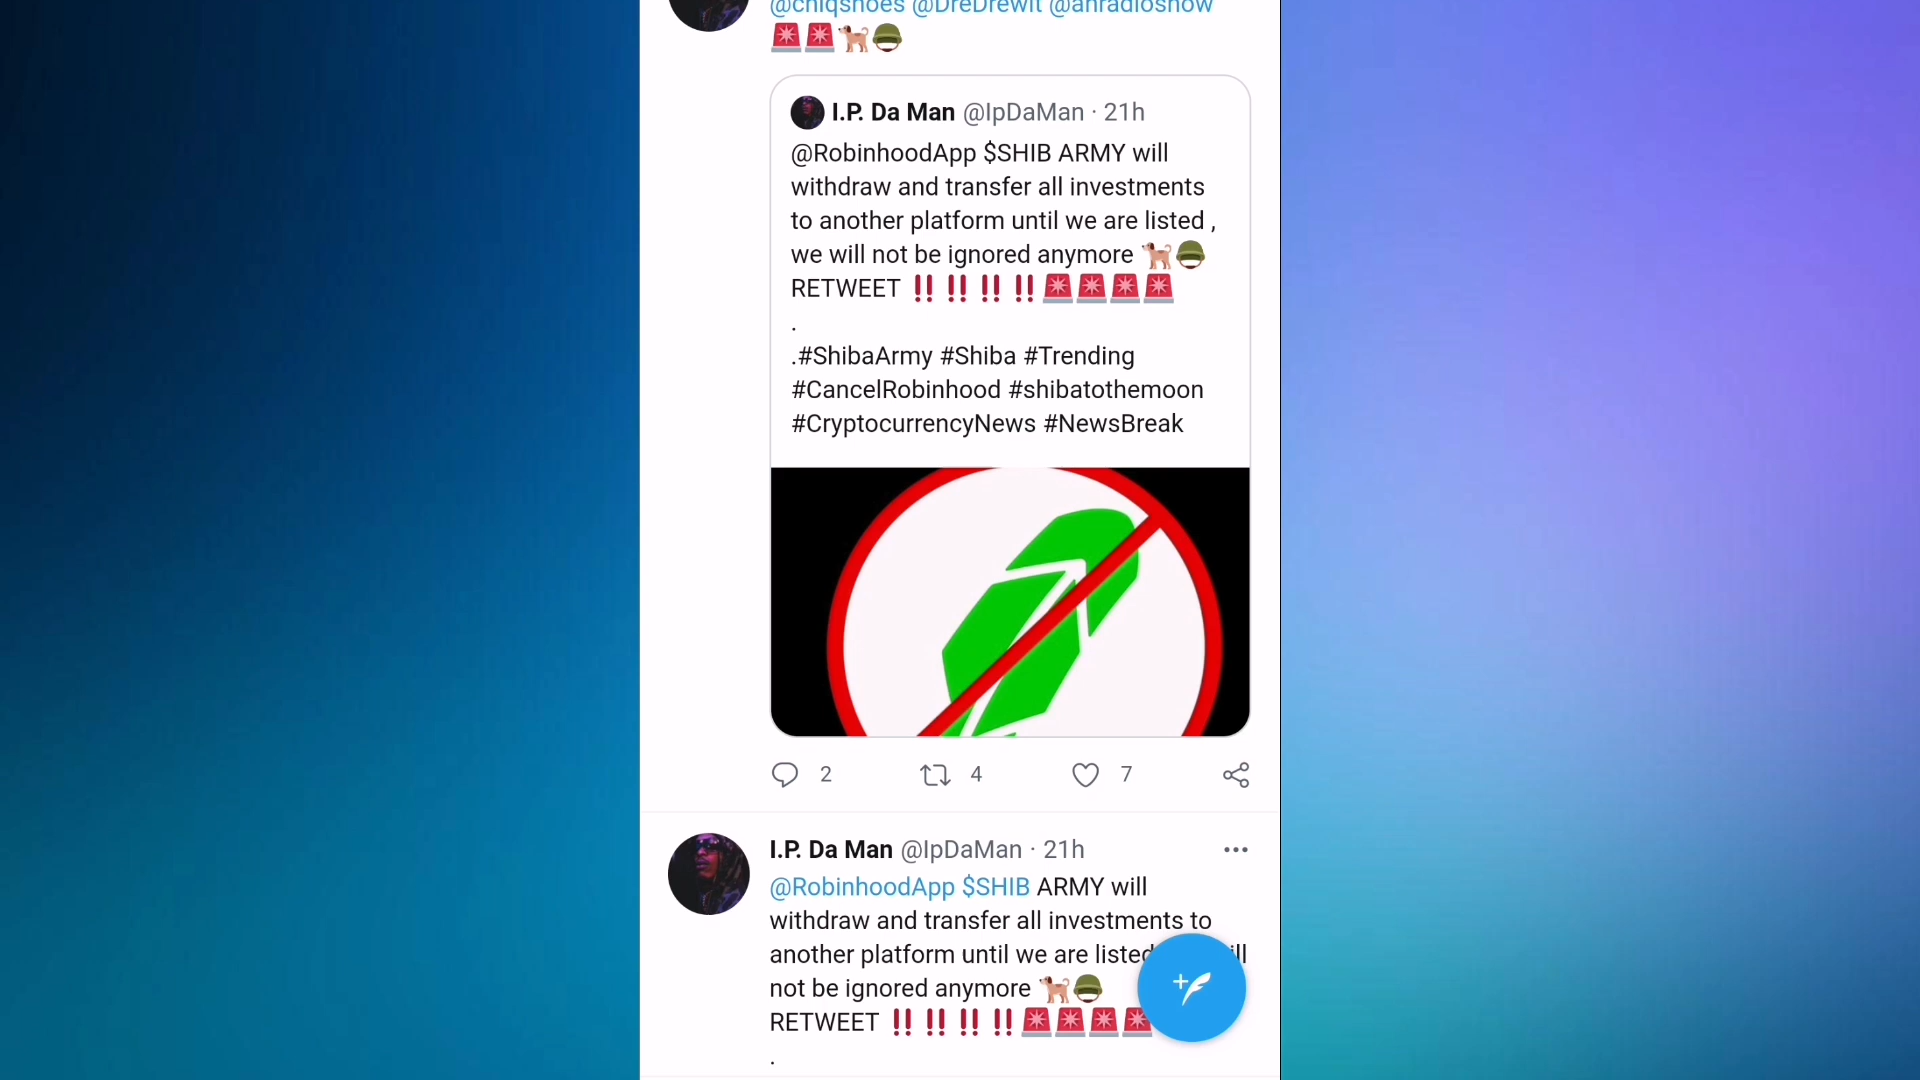 @chiqshoes @DreDrewit @anradioshow
🚨🚨🐕🪖
I.P. Da Man @IpDaMan · 21h
@RobinhoodApp $SHIB ARMY will
withdraw and transfer all investments
to another platform until we are listed ,
we will not be ignored anymore 🐕🪖
RETWEET ‼️ ‼️ ‼️ ‼️🚨🚨🚨🚨
.
.#ShibaArmy #Shiba #Trending
#CancelRobinhood #shibatothemoon
#CryptocurrencyNews #NewsBreak
2 4 7
I.P. Da Man @IpDaMan · 21h
@RobinhoodApp $SHIB ARMY will
withdraw and transfer all investments to
another platform until we are listed
not be ignored anymore 🐕🪖
RETWEET ‼️ ‼️ ‼️ ‼️🚨🚨🚨🚨
.